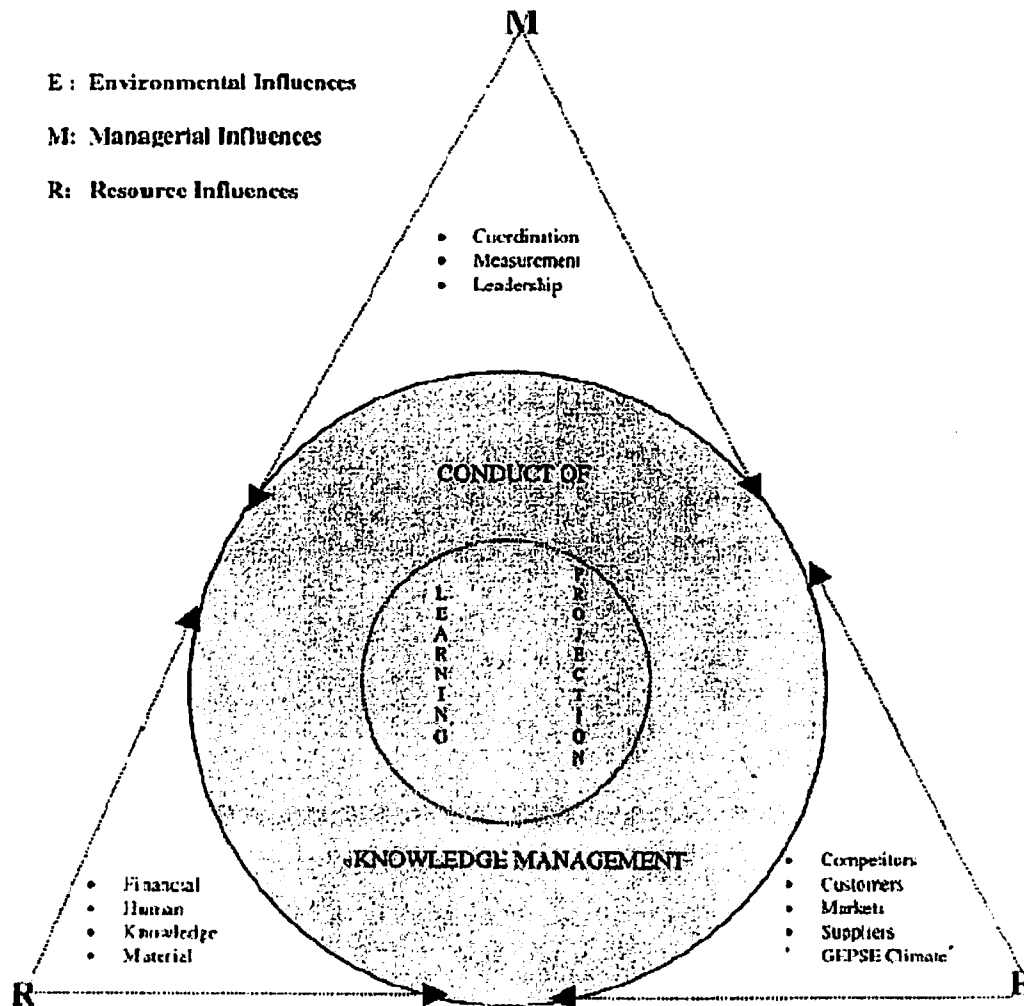 M
E : Environmental Influences
M: Managerial Influences
R: Resource Influences
• Coordination
• Measurement
• Leadership
CONDUCT OF
LEARNING
PROJECTION
KNOWLEDGE MANAGEMENT
• Financial
• Human
• Knowledge
• Material
• Competitors
• Customers
• Markets
• Suppliers
• GEPSE Climate*
R
E